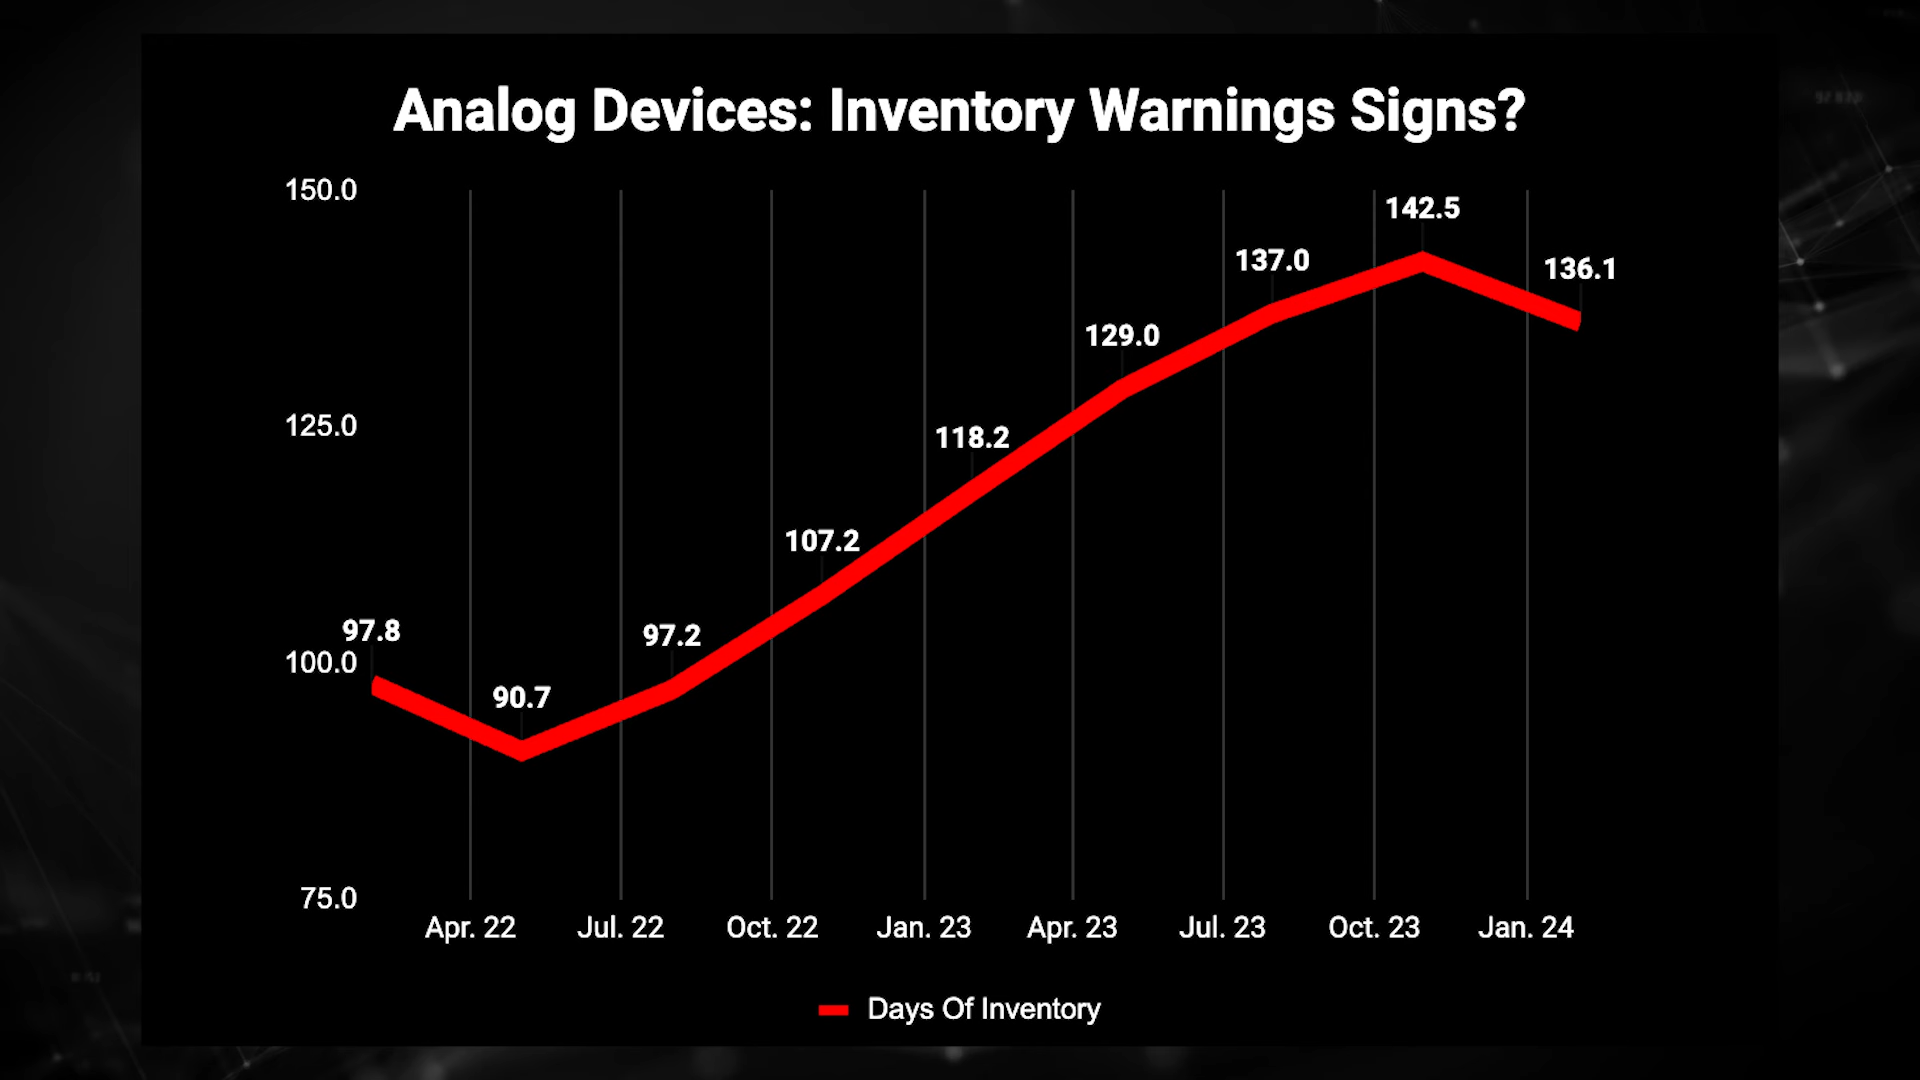 Analog Devices: Inventory Warnings Signs?
150.0
125.0
100.0
75.0
97.8
90.7
97.2
107.2
118.2
129.0
137.0
142.5
136.1
Apr. 22
Jul. 22
Oct. 22
Jan. 23
Apr. 23
Jul. 23
Oct. 23
Jan. 24
Days Of Inventory